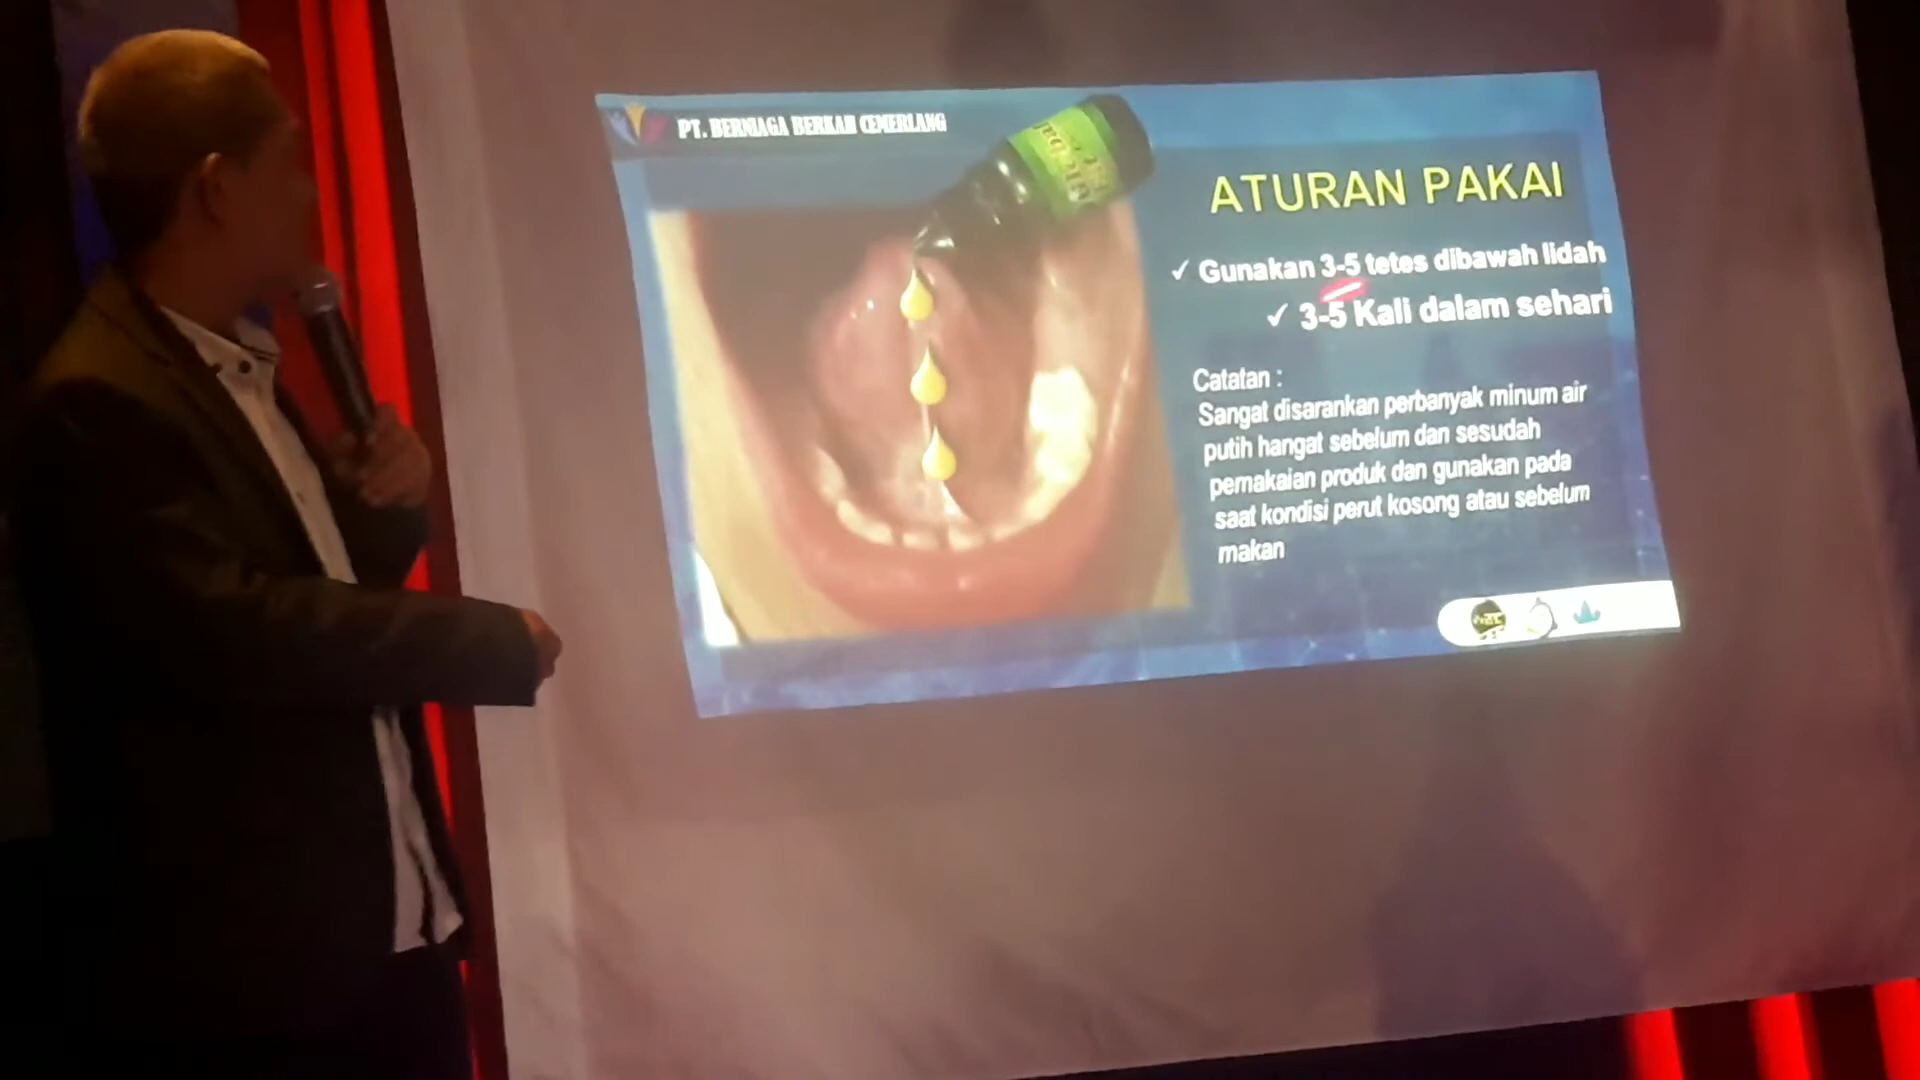 PT. BERNIAGA BERKAH CEMERLANG
ATURAN PAKAI
✓ Gunakan 3-5 tetes dibawah lidah
✓ 3-5 Kali dalam sehari
Catatan :
Sangat disarankan perbanyak minum air
putih hangat sebelum dan sesudah
pemakaian produk dan gunakan pada
saat kondisi perut kosong atau sebelum
makan